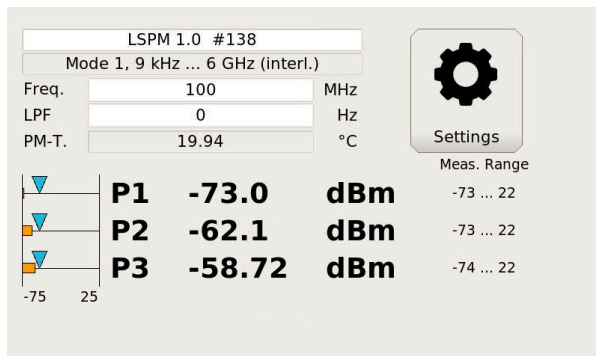 LSPM 1.0 #138
Mode 1, 9 kHz ... 6 GHz (interl.)
Freq. 100 MHz
LPF 0 Hz
PM-T. 19.94 °C
Settings
Meas. Range
P1 -73.0 dBm -73 ... 22
P2 -62.1 dBm -73 ... 22
P3 -58.72 dBm -74 ... 22
-75 25